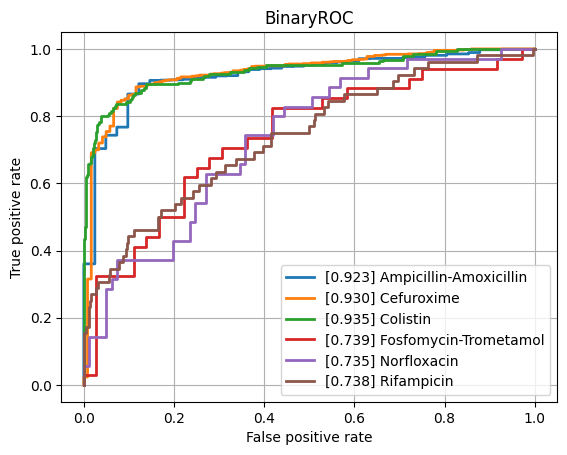 BinaryROC
True positive rate
1.0
0.8
0.6
0.4
0.2
0.0
[0.923] Ampicillin-Amoxicillin
[0.930] Cefuroxime
[0.935] Colistin
[0.739] Fosfomycin-Trometamol
[0.735] Norfloxacin
[0.738] Rifampicin
0.0 0.2 0.4 0.6 0.8 1.0
False positive rate